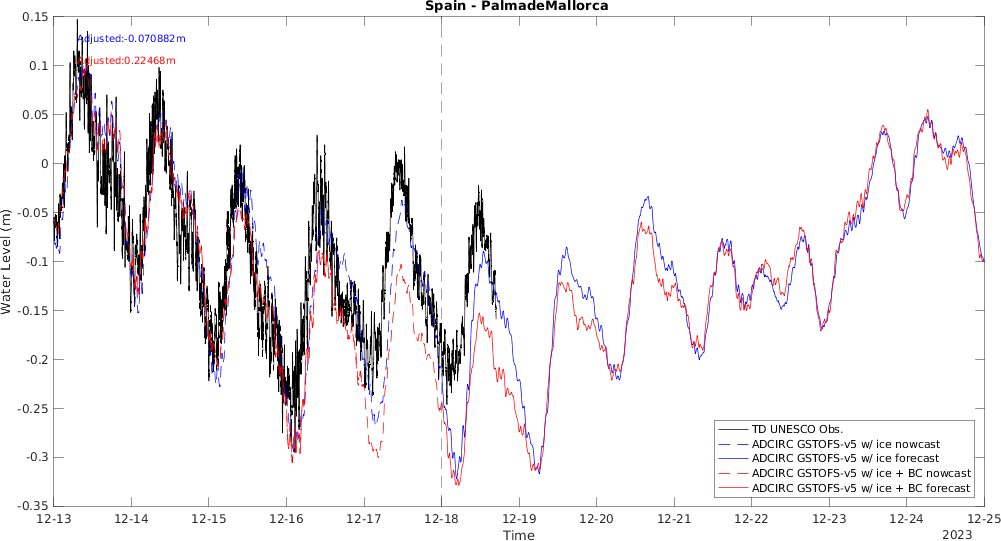 Spain - PalmadeMallorca
Adjusted:-0.070882m
Adjusted:0.22468m
0.15
0.1
0.05
0
-0.05
-0.1
-0.15
-0.2
-0.25
-0.3
-0.35
Water Level (m)
TD UNESCO Obs.
ADCIRC GSTOFS-v5 w/ ice nowcast
ADCIRC GSTOFS-v5 w/ ice forecast
ADCIRC GSTOFS-v5 w/ ice + BC nowcast
ADCIRC GSTOFS-v5 w/ ice + BC forecast
12-13 12-14 12-15 12-16 12-17 12-18 12-19 12-20 12-21 12-22 12-23 12-24 12-25
Time
2023